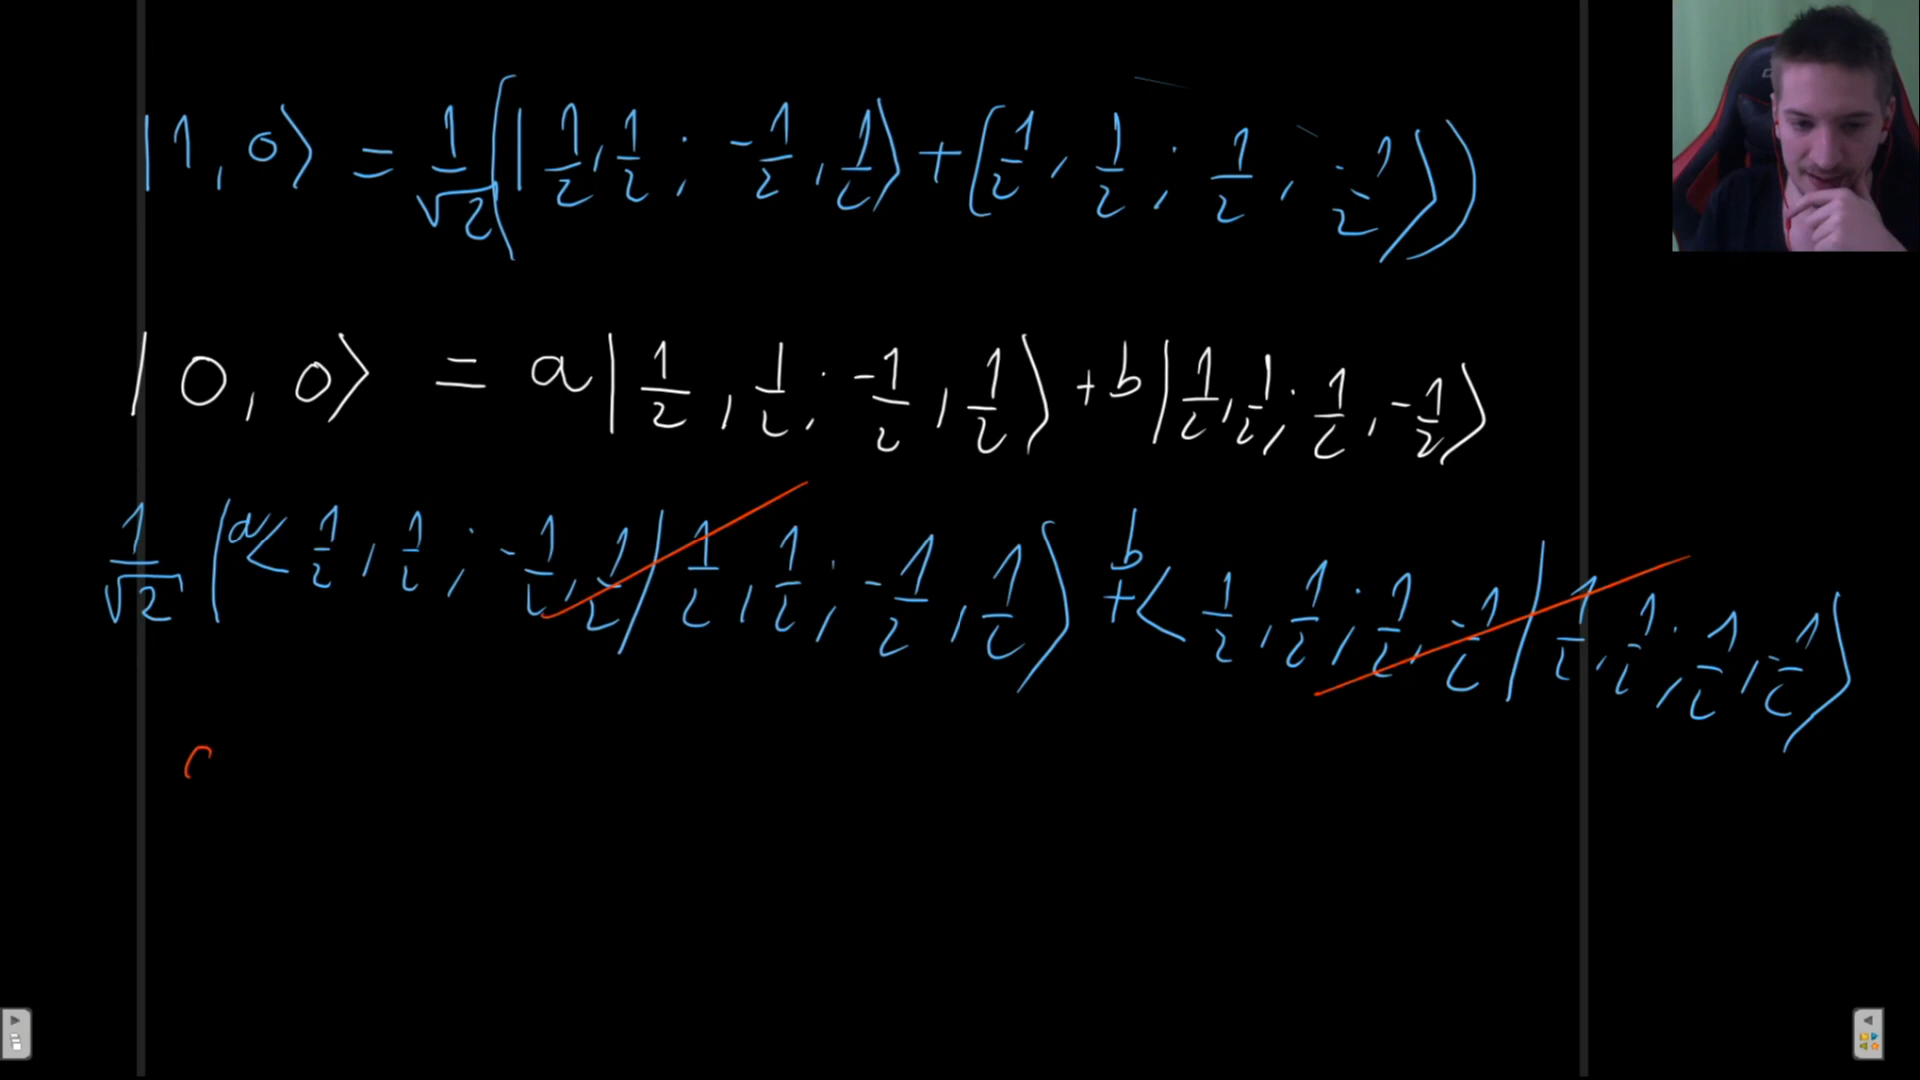 |1, 0⟩ = 1/√2 (|1/2, 1/2; -1/2, 1/2⟩ + (1/2, 1/2; 1/2, -1/2⟩)
|0, 0⟩ = a|1/2, 1/2; -1/2, 1/2⟩ + b|1/2, 1/2; 1/2, -1/2⟩
1/√2 (a<1/2, 1/2; -1/2, 1/2|1/2, 1/2; -1/2, 1/2⟩ + b<1/2, 1/2; 1/2, -1/2|1/2, 1/2; 1/2, -1/2⟩